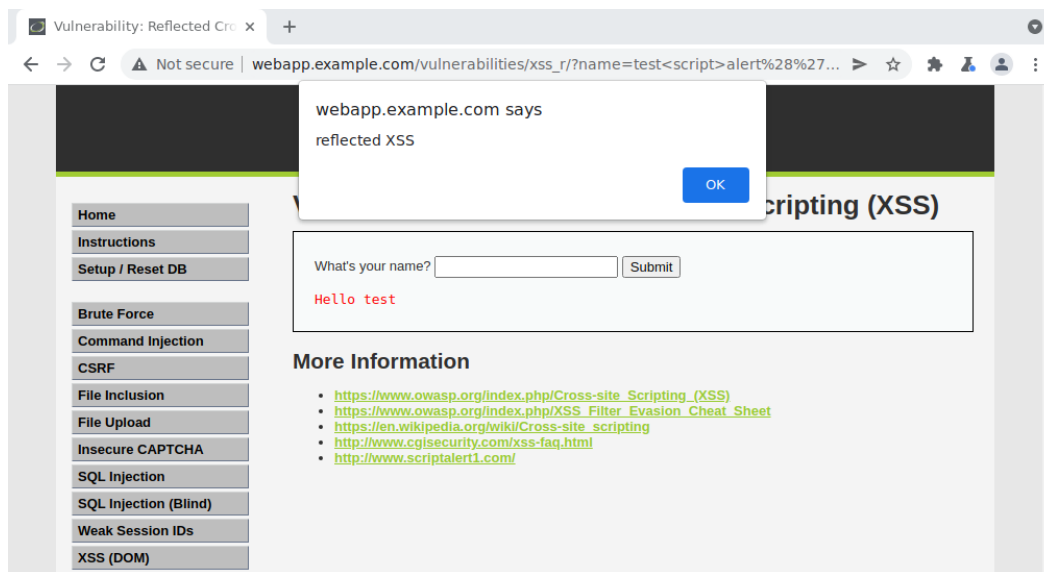 Vulnerability: Reflected Cro
Not secure | webapp.example.com/vulnerabilities/xss_r/?name=test<script>alert%28%27...
webapp.example.com says
reflected XSS
OK
cripting (XSS)
Home
Instructions
Setup / Reset DB
Brute Force
Command Injection
CSRF
File Inclusion
File Upload
Insecure CAPTCHA
SQL Injection
SQL Injection (Blind)
Weak Session IDs
XSS (DOM)
What's your name? Submit
Hello test
More Information
https://www.owasp.org/index.php/Cross-site_Scripting_(XSS)
https://www.owasp.org/index.php/XSS_Filter_Evasion_Cheat_Sheet
https://en.wikipedia.org/wiki/Cross-site_scripting
http://www.cgisecurity.com/xss-faq.html
http://www.scriptalert1.com/